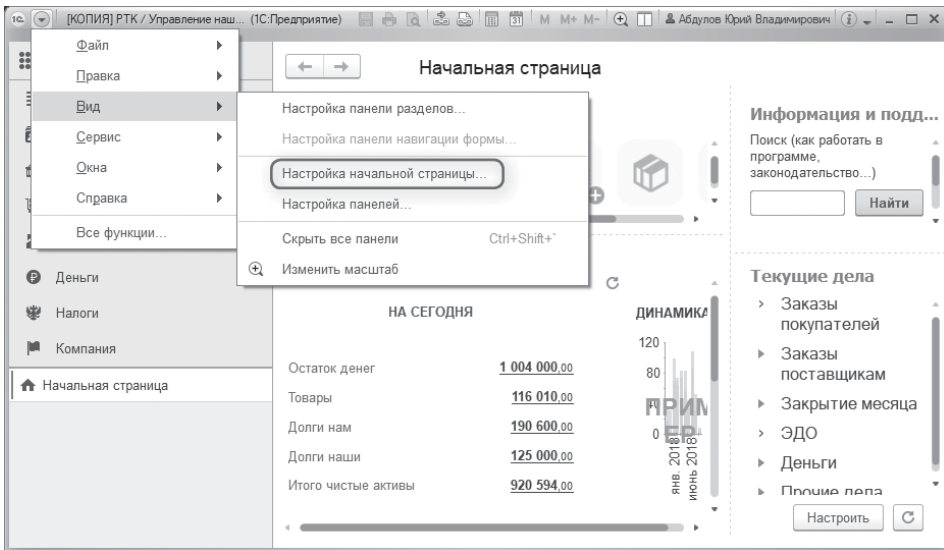 1С [КОПИЯ] РТК / Управление наш... (1С:Предприятие) M M+ M- Абдулов Юрий Владимирович
Файл
Правка
Вид
Сервис
Окна
Справка
Все функции...
Настройка панели разделов...
Настройка панели навигации формы...
Настройка начальной страницы...
Настройка панелей...
Скрыть все панели Ctrl+Shift+`
Изменить масштаб
Деньги
Налоги
Компания
Начальная страница
Начальная страница
НА СЕГОДНЯ
Остаток денег 1 004 000,00
Товары 116 010,00
Долги нам 190 600,00
Долги наши 125 000,00
Итого чистые активы 920 594,00
ДИНАМИКА
120
80
40
0
ПРИМ
ЕР
янв. 2018
июнь 2018
Информация и подд...
Поиск (как работать в
программе,
законодательство...)
Найти
Текущие дела
Заказы
покупателей
Заказы
поставщикам
Закрытие месяца
ЭДО
Деньги
Прочие дела
Настроить